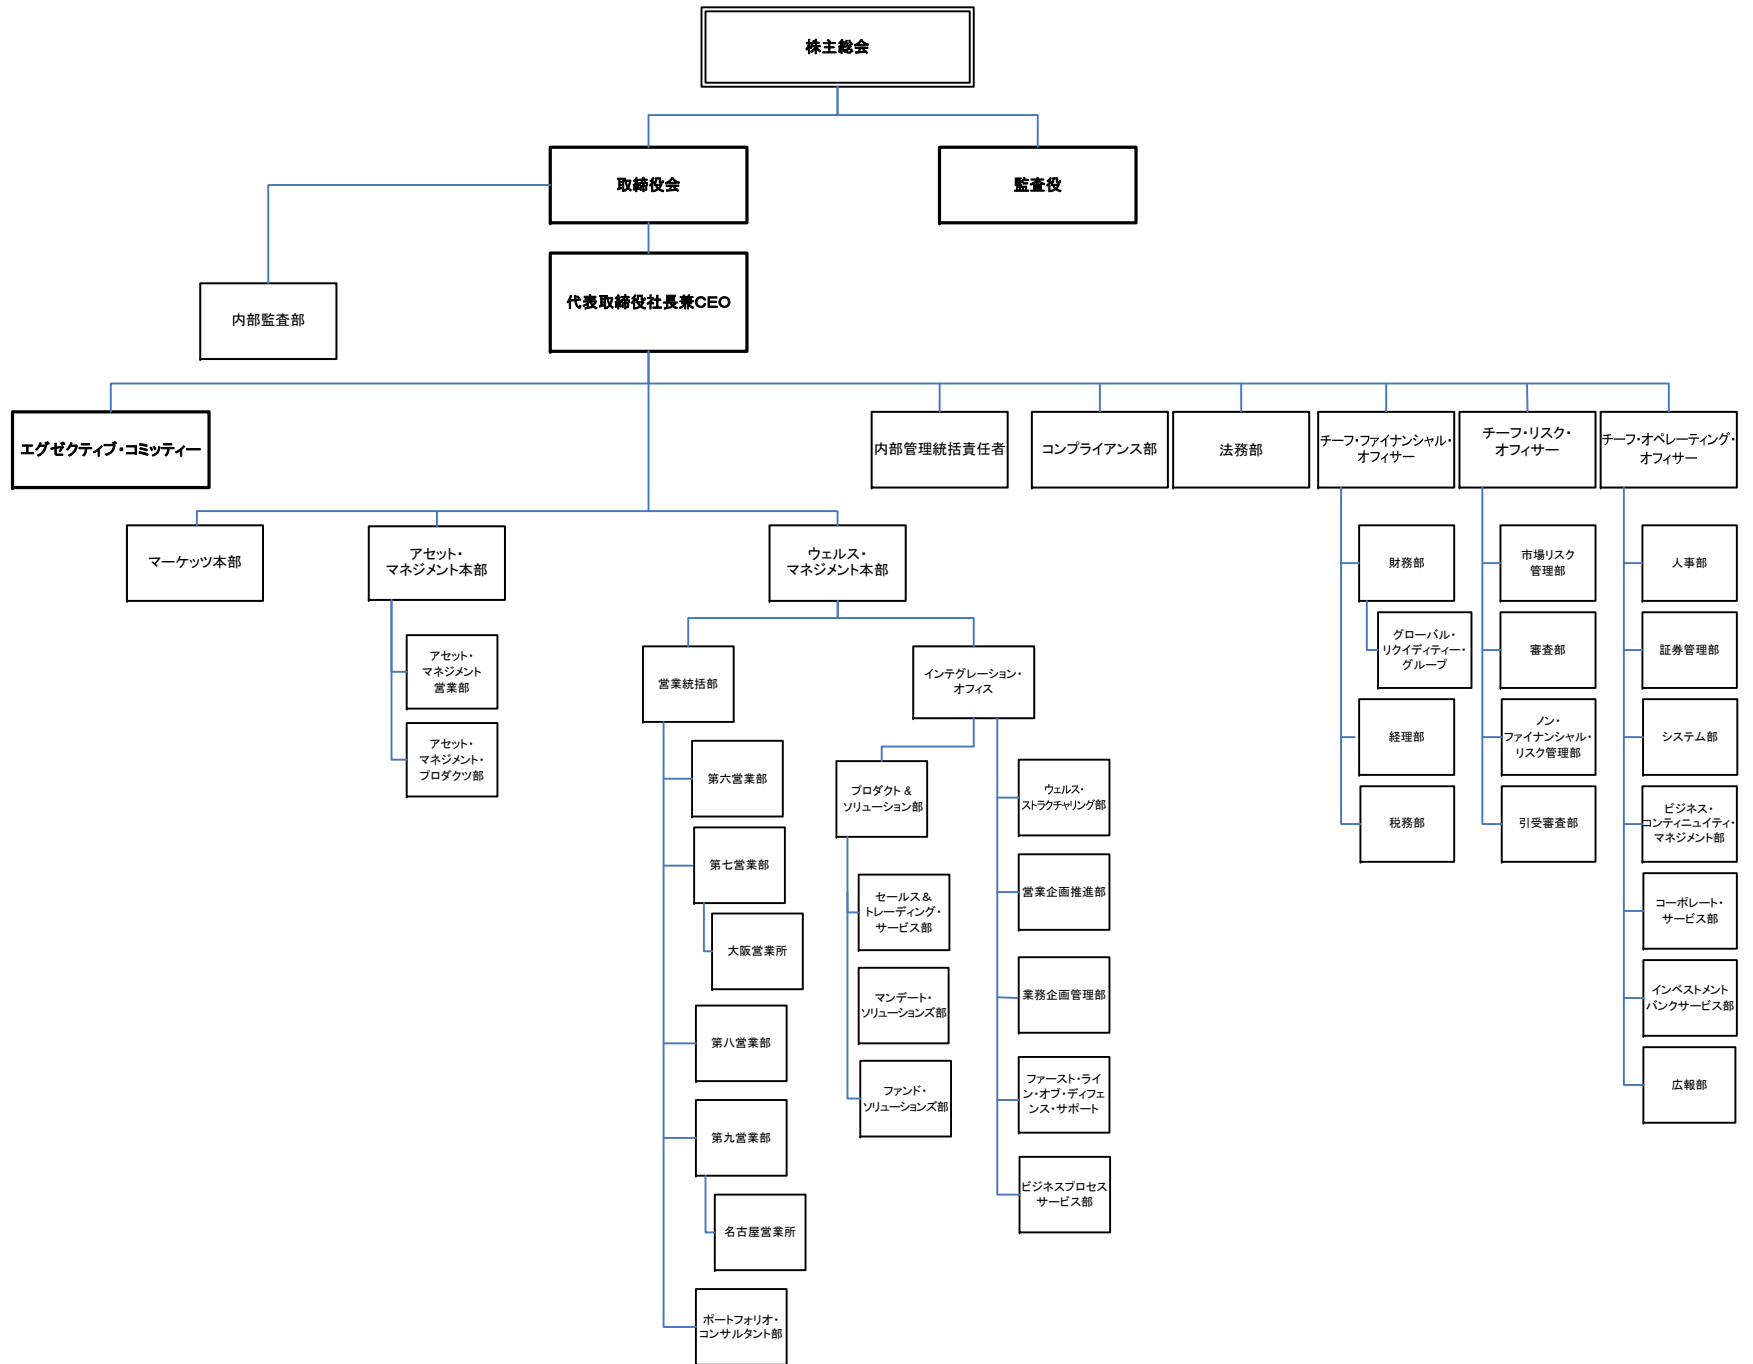 株主総会
取締役会
監査役
内部監査部
代表取締役社長兼CEO
エグゼクティブ・コミッティー
内部管理統括責任者
コンプライアンス部
法務部
チーフ・ファイナンシャル・
オフィサー
チーフ・リスク・
オフィサー
チーフ・オペレーティング・
オフィサー
マーケッツ本部
アセット・
マネジメント本部
ウェルス・
マネジメント本部
アセット・
マネジメント
営業部
アセット・
マネジメント・
プロダクツ部
営業統括部
第六営業部
第七営業部
大阪営業所
第八営業部
第九営業部
名古屋営業所
ポートフォリオ・
コンサルタント部
インテグレーション・
オフィス
プロダクト &
ソリューション部
セールス &
トレーディング・
サービス部
マンデート・
ソリューションズ部
ファンド・
ソリューションズ部
ウェルス・
ストラクチャリング部
営業企画推進部
業務企画管理部
ファースト・ライ
ン・オブ・ディフェ
ンス・サポート
ビジネスプロセス
サービス部
財務部
グローバル・
リクイディティー・
グループ
経理部
税務部
市場リスク
管理部
審査部
ノン・
ファイナンシャル・
リスク管理部
引受審査部
人事部
証券管理部
システム部
ビジネス・
コンティニュイティ・
マネジメント部
コーポレート・
サービス部
インベストメント
バンクサービス部
広報部